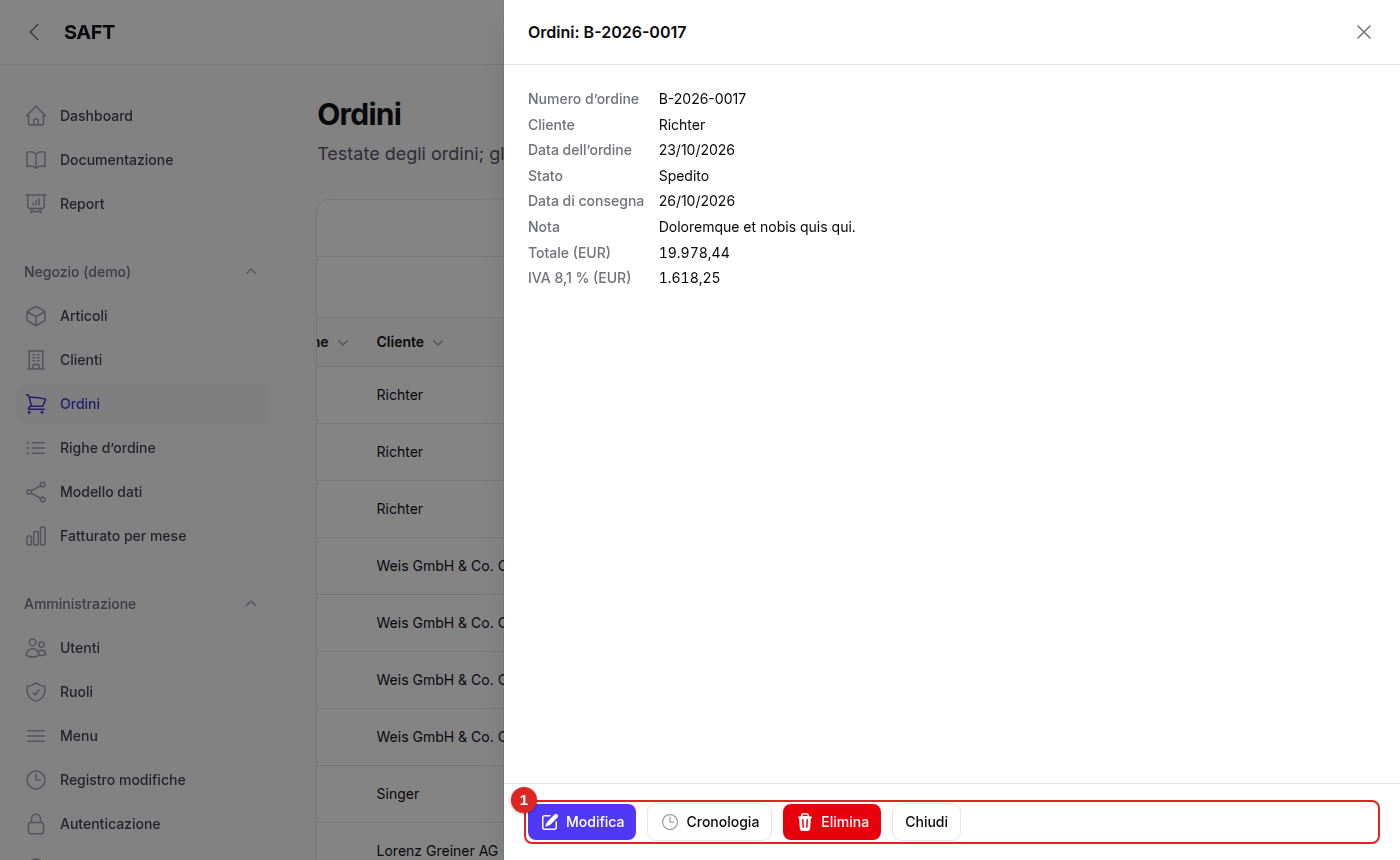 SAFT
Dashboard
Documentazione
Report
Negozio (demo)
Articoli
Clienti
Ordini
Righe d'ordine
Modello dati
Fatturato per mese
Amministrazione
Utenti
Ruoli
Menu
Registro modifiche
Autenticazione
Ordini
Testate degli ordini; gl
ne
Cliente
Richter
Richter
Richter
Weis GmbH & Co. O
Weis GmbH & Co. O
Weis GmbH & Co. O
Weis GmbH & Co. O
Singer
Lorenz Greiner AG
Ordini: B-2026-0017
Numero d'ordine B-2026-0017
Cliente Richter
Data dell'ordine 23/10/2026
Stato Spedito
Data di consegna 26/10/2026
Nota Doloremque et nobis quis qui.
Totale (EUR) 19.978,44
IVA 8,1 % (EUR) 1.618,25
1
Modifica Cronologia Elimina Chiudi